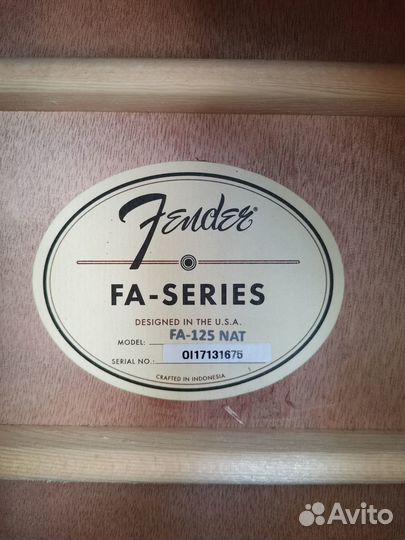 Fender®
FA-SERIES
DESIGNED IN THE U.S.A.
MODEL: FA-125 NAT
SERIAL NO.: OI17131675
CRAFTED IN INDONESIA
Avito